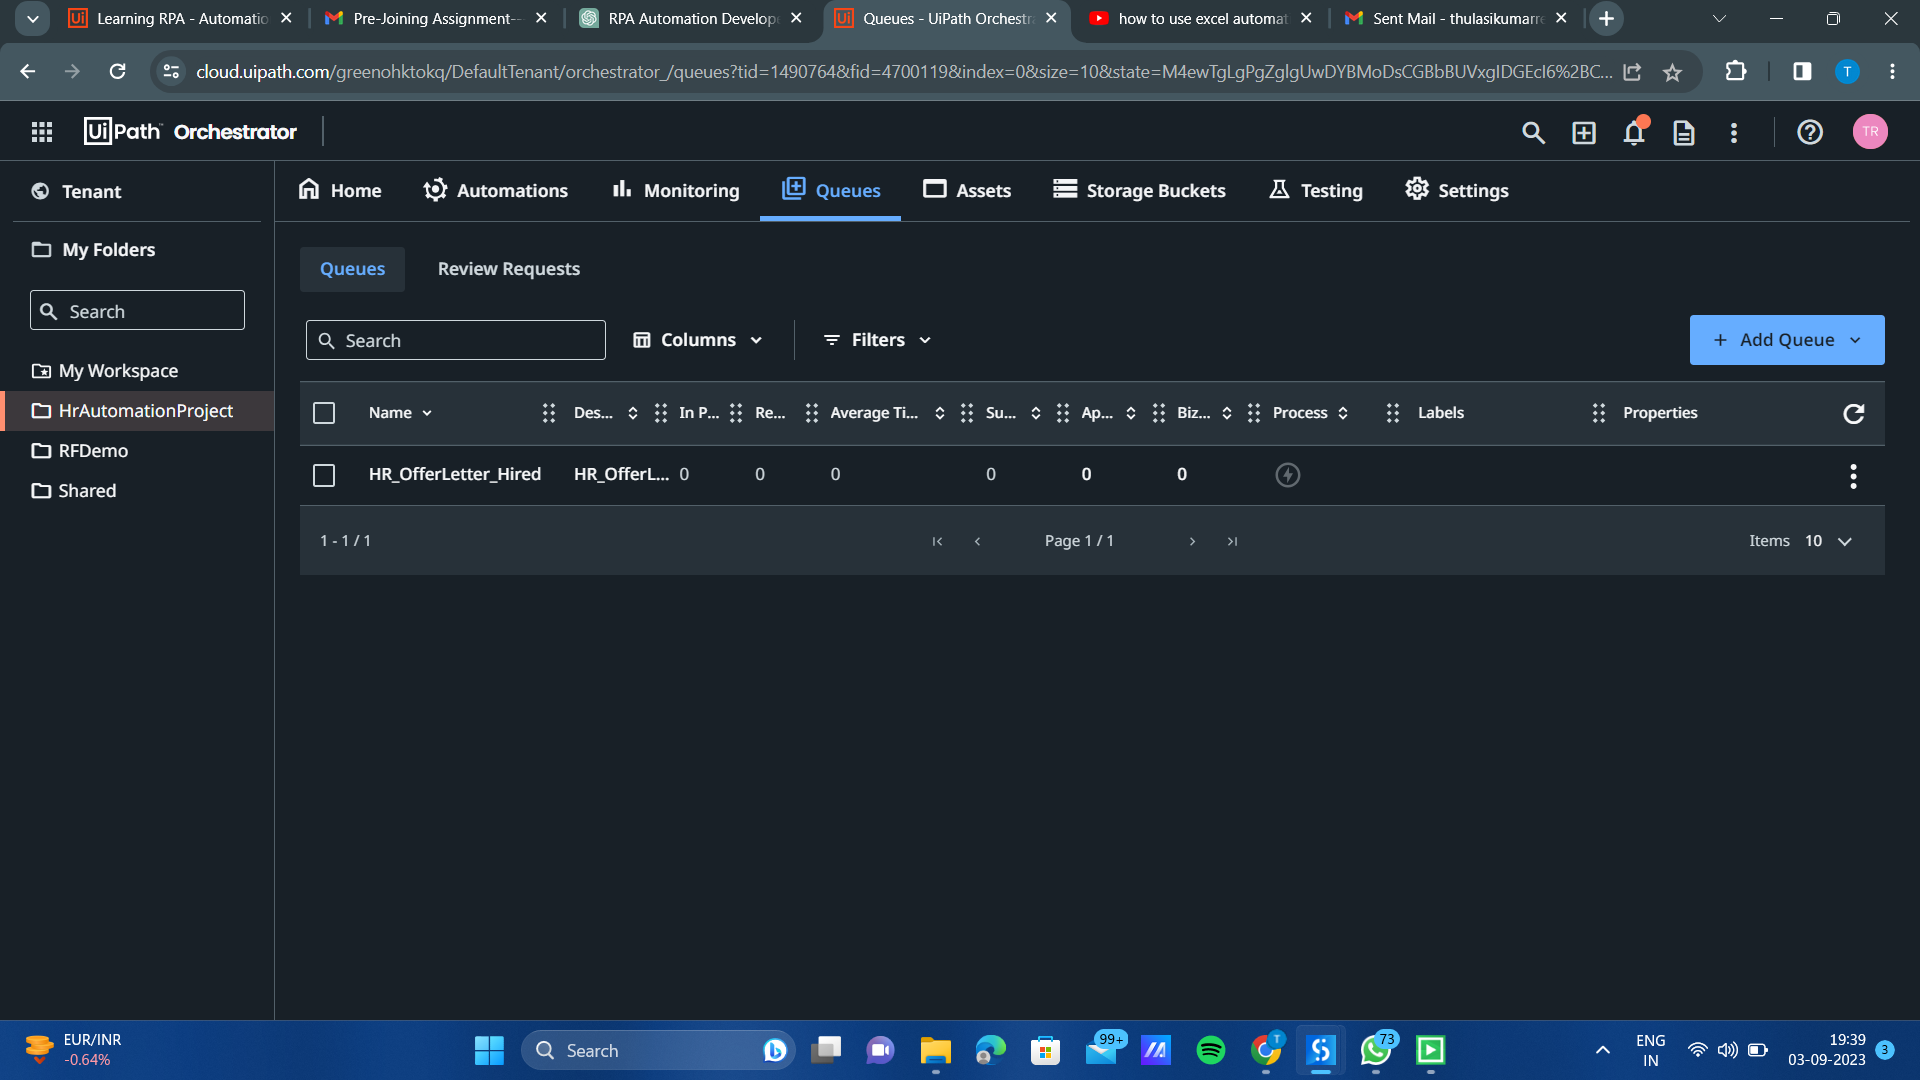 Learning RPA - Automatio
Pre-Joining Assignment--
RPA Automation Develope
Queues - UiPath Orchestra
how to use excel automat
Sent Mail - thulasikumarre
cloud.uipath.com/greenohktokq/DefaultTenant/orchestrator_/queues?tid=1490764&fid=4700119&index=0&size=10&state=M4ewTgLgPgZglgUwDYBMoDsCGBbBUVxgIDGEcI6%2BC...
T
UiPath Orchestrator
TR
Tenant
Home
Automations
Monitoring
Queues
Assets
Storage Buckets
Testing
Settings
My Folders
Search
My Workspace
HrAutomationProject
RFDemo
Shared
Queues
Review Requests
Search
Columns
Filters
+ Add Queue
Name Des... In P... Re... Average Ti... Su... Ap... Biz... Process Labels Properties
HR_OfferLetter_Hired HR_OfferL... 0 0 0 0 0 0
1 - 1 / 1
Page 1 / 1
Items 10
EUR/INR
-0.64%
Search
99+
T
73
ENG
IN
19:39
03-09-2023
3